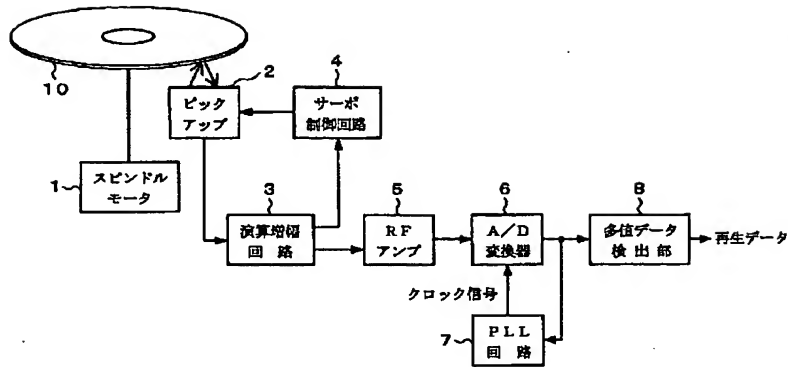 10
2
4
ピック
アップ
サーボ
制御回路
1
スピンドル
モータ
3
5
6
8
演算増幅
回路
RF
アンプ
A/D
変換器
多値データ
検出部
再生データ
クロック信号
7
PLL
回路